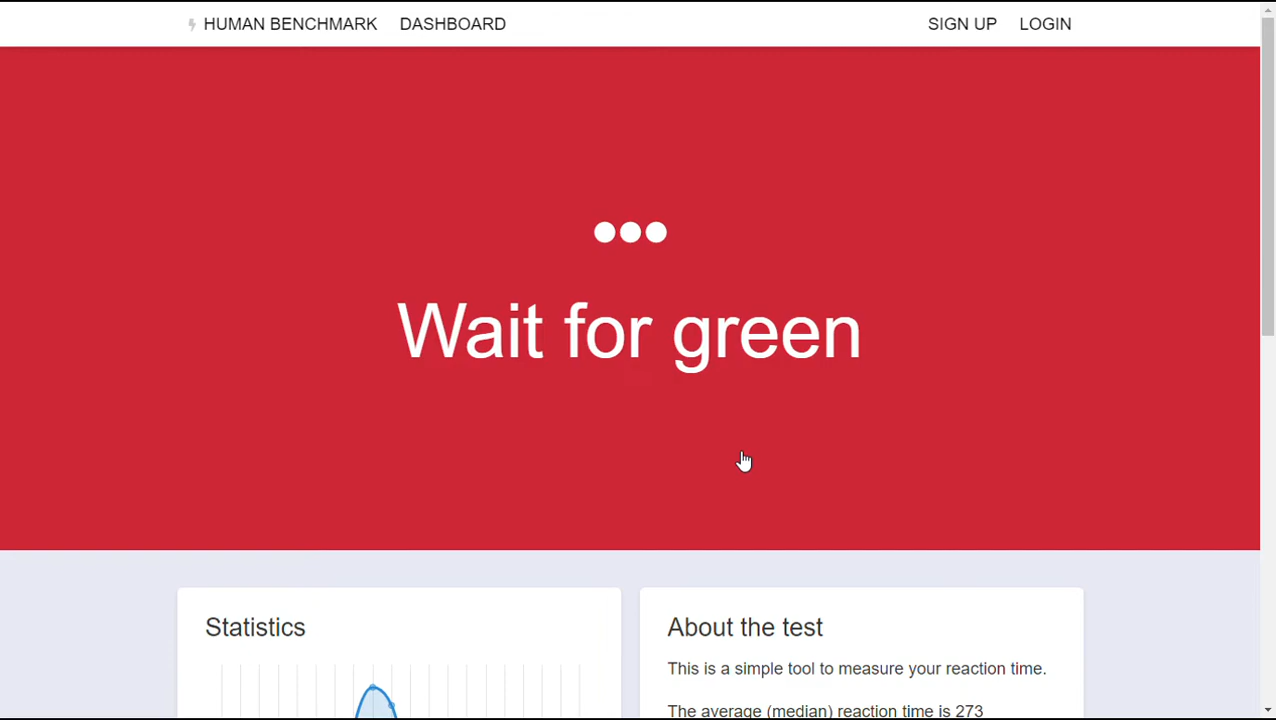 HUMAN BENCHMARK DASHBOARD SIGN UP LOGIN
Wait for green
Statistics
About the test
This is a simple tool to measure your reaction time.
The average (median) reaction time is 273